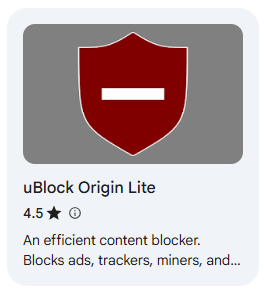 uBlock Origin Lite
4.5
An efficient content blocker.
Blocks ads, trackers, miners, and...